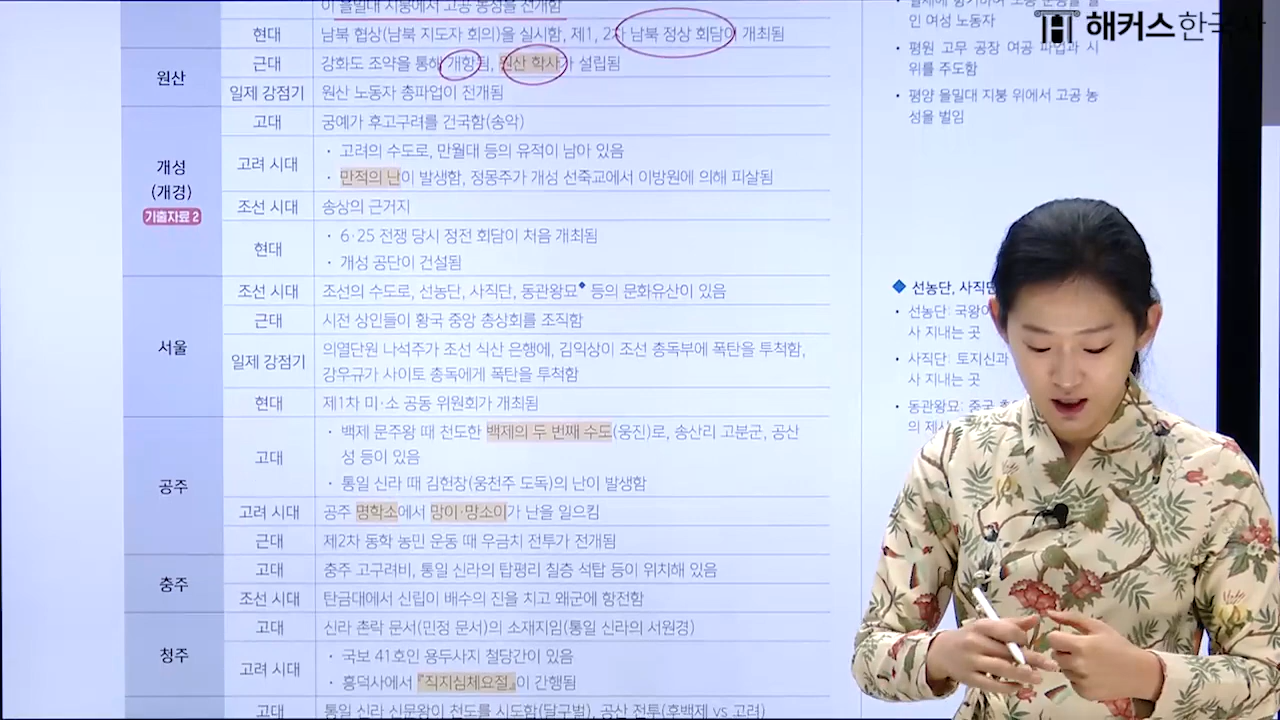 이 을밀대 지붕에서 고공 농성을 전개함
현대
남북 협상(남북 지도자 회의)을 실시함, 제1, 2차 남북 정상 회담이 개최됨
원산
근대
강화도 조약을 통해 개항됨, 원산 학사가 설립됨
일제 강점기
원산 노동자 총파업이 전개됨
개성
(개경)
기출자료 2
고대
궁예가 후고구려를 건국함(송악)
고려 시대
· 고려의 수도로, 만월대 등의 유적이 남아 있음
· 만적의 난이 발생함, 정몽주가 개성 선죽교에서 이방원에 의해 피살됨
조선 시대
송상의 근거지
현대
· 6·25 전쟁 당시 정전 회담이 처음 개최됨
· 개성 공단이 건설됨
서울
조선 시대
조선의 수도로, 선농단, 사직단, 동관왕묘◆ 등의 문화유산이 있음
근대
시전 상인들이 황국 중앙 총상회를 조직함
일제 강점기
의열단원 나석주가 조선 식산 은행에, 김익상이 조선 총독부에 폭탄을 투척함,
강우규가 사이토 총독에게 폭탄을 투척함
현대
제1차 미·소 공동 위원회가 개최됨
공주
고대
· 백제 문주왕 때 천도한 백제의 두 번째 수도(웅진)로, 송산리 고분군, 공산
성 등이 있음
· 통일 신라 때 김헌창(웅천주 도독)의 난이 발생함
고려 시대
공주 명학소에서 망이·망소이가 난을 일으킴
근대
제2차 동학 농민 운동 때 우금치 전투가 전개됨
충주
고대
충주 고구려비, 통일 신라의 탑평리 칠층 석탑 등이 위치해 있음
조선 시대
탄금대에서 신립이 배수의 진을 치고 왜군에 항전함
청주
고대
신라 촌락 문서(민정 문서)의 소재지임(통일 신라의 서원경)
고려 시대
· 국보 41호인 용두사지 철당간이 있음
· 흥덕사에서 『직지심체요절』이 간행됨
고대
통일 신라 신문왕이 천도를 시도함(달구벌), 공산 전투(후백제 vs 고려)
해커스한국사
인 여성 노동자
· 평원 고무 공장 여공 파업과 시
위를 주도함
· 평양 을밀대 지붕 위에서 고공 농
성을 벌임
◆ 선농단, 사직단
· 선농단: 국왕이
사 지내는 곳
· 사직단: 토지신과
사 지내는 곳
· 동관왕묘: 중국
의 제사